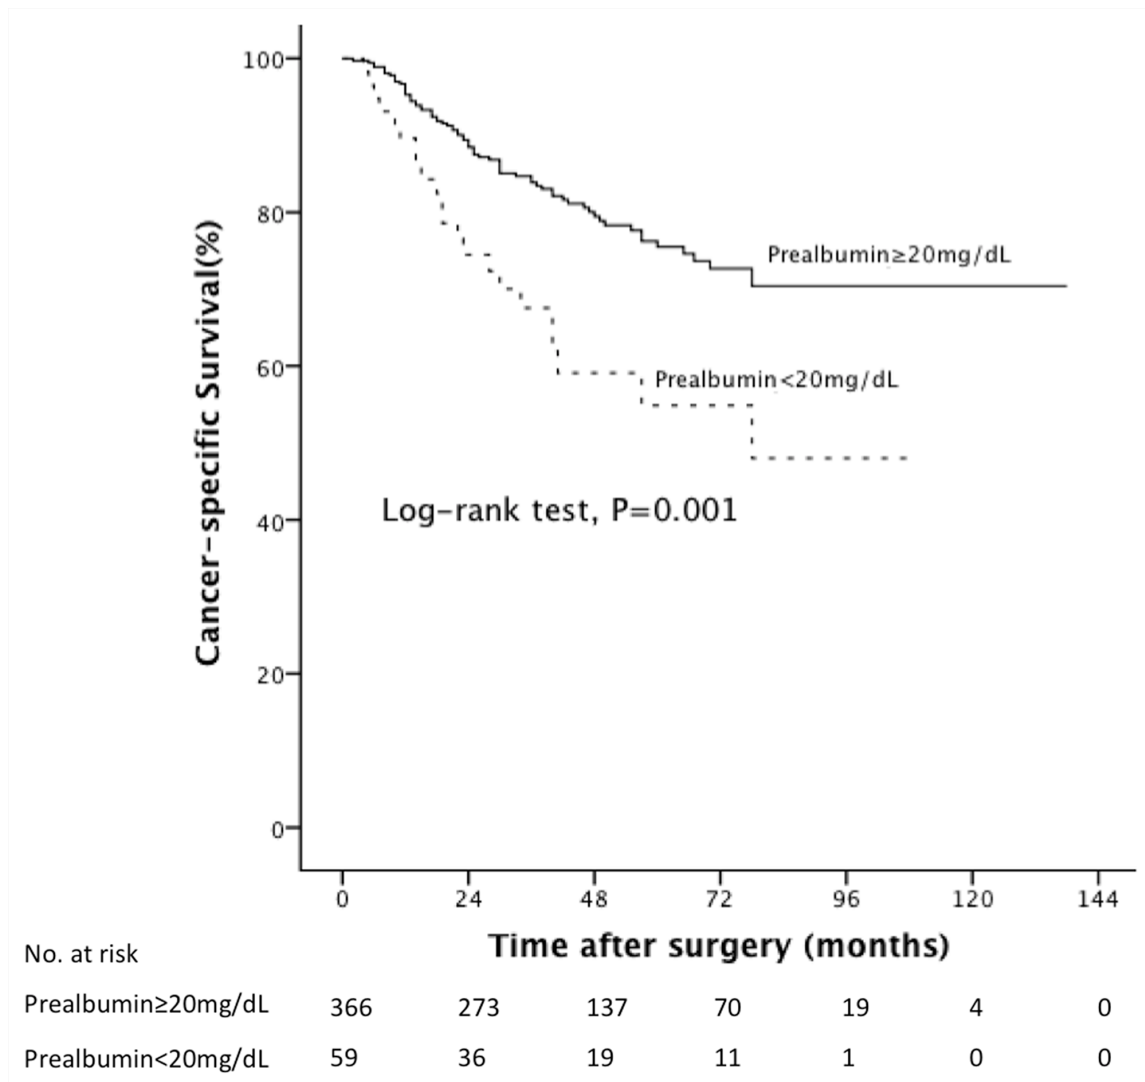 100
80
60
40
20
0
Cancer-specific Survival(%)
Prealbumin≥20mg/dL
Prealbumin<20mg/dL
Log-rank test, P=0.001
0 24 48 72 96 120 144
Time after surgery (months)
No. at risk
Prealbumin≥20mg/dL 366 273 137 70 19 4 0
Prealbumin<20mg/dL 59 36 19 11 1 0 0